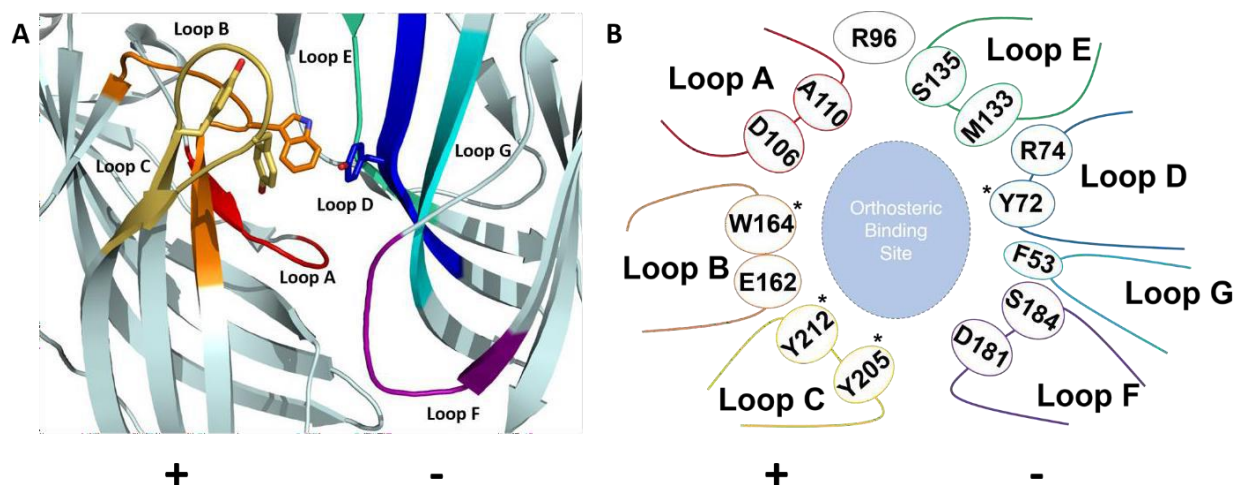 A
Loop B
Loop E
Loop C
Loop G
Loop D
Loop A
Loop F
+
-
B
R96
Loop A
A110
D106
S135
M133
Loop E
R74
Y72
*
Loop D
W164
*
E162
Loop B
Orthosteric
Binding
Site
F53
Loop G
Y212
*
Y205
*
Loop C
S184
D181
Loop F
+
-